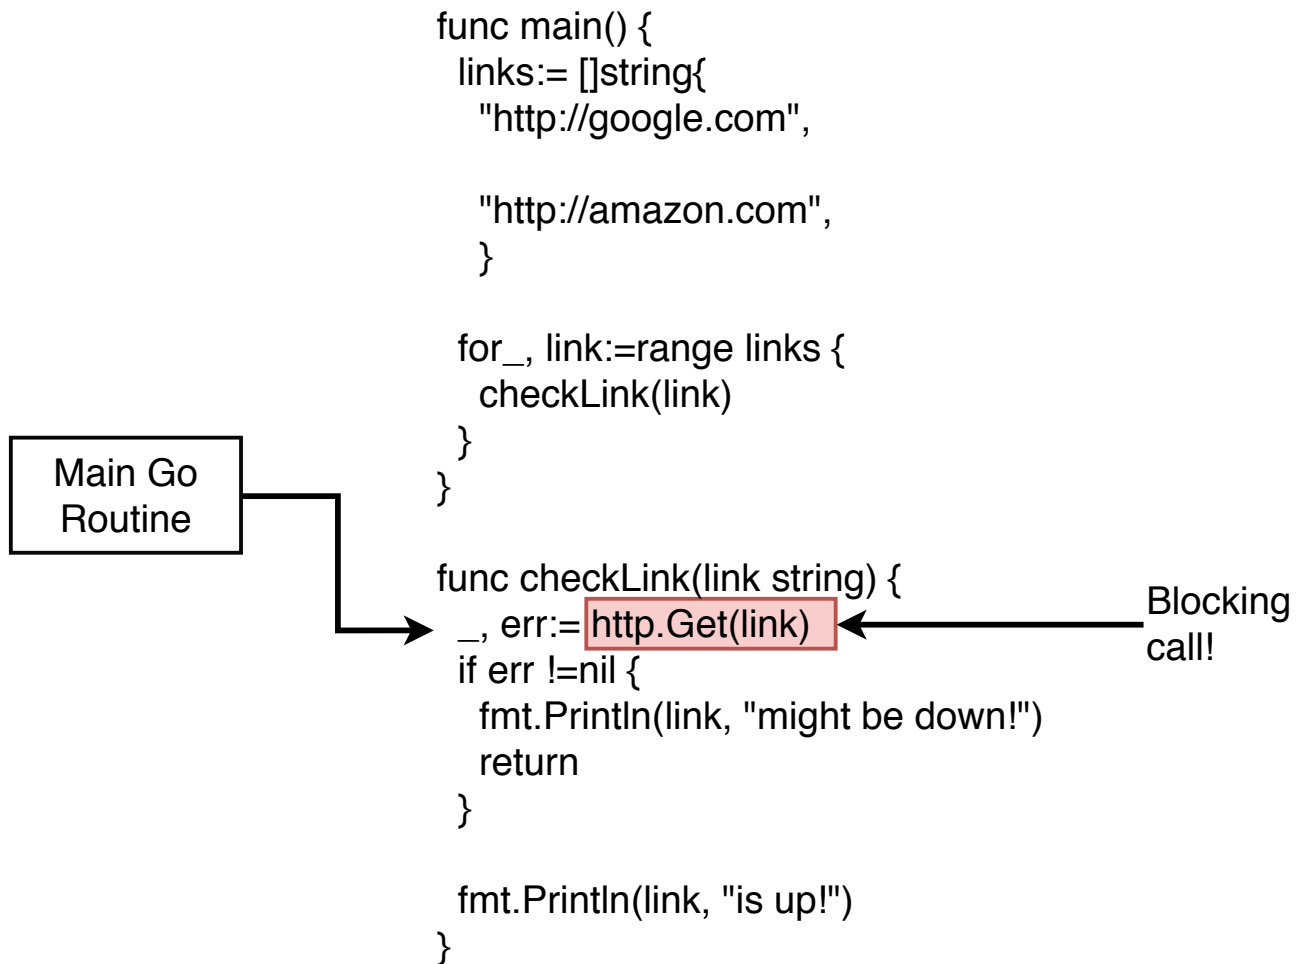 func main() {
links:= []string{
"http://google.com",
"http://amazon.com",
}
for_, link:=range links {
checkLink(link)
}
}
Main Go
Routine
func checkLink(link string) {
_, err:= http.Get(link)
Blocking
call!
if err !=nil {
fmt.Println(link, "might be down!")
return
}
fmt.Println(link, "is up!")
}